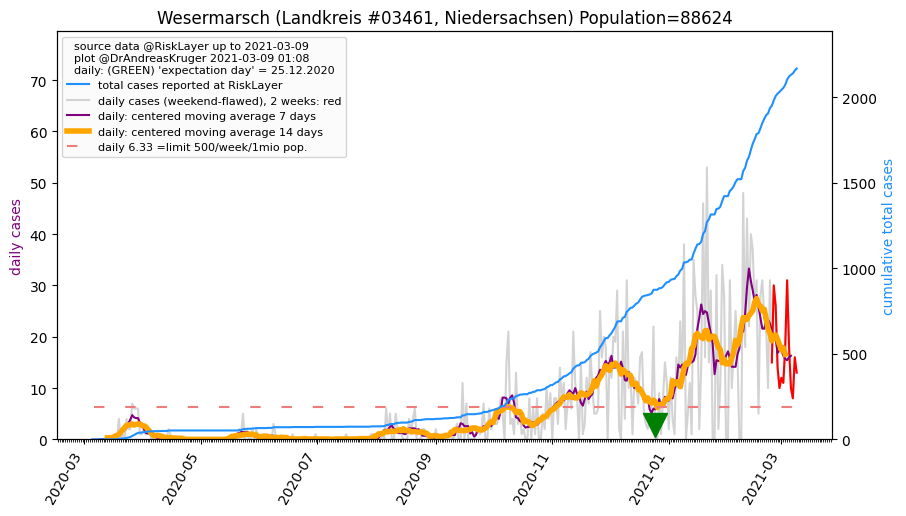 Wesermarsch (Landkreis #03461, Niedersachsen) Population=88624
source data @RiskLayer up to 2021-03-09
plot @DrAndreasKruger 2021-03-09 01:08
daily: (GREEN) 'expectation day' = 25.12.2020
total cases reported at RiskLayer
daily cases (weekend-flawed), 2 weeks: red
daily: centered moving average 7 days
daily: centered moving average 14 days
daily 6.33 =limit 500/week/1mio pop.
daily cases
70
60
50
40
30
20
10
0
cumulative total cases
2000
1500
1000
500
0
2020-03
2020-05
2020-07
2020-09
2020-11
2021-01
2021-03